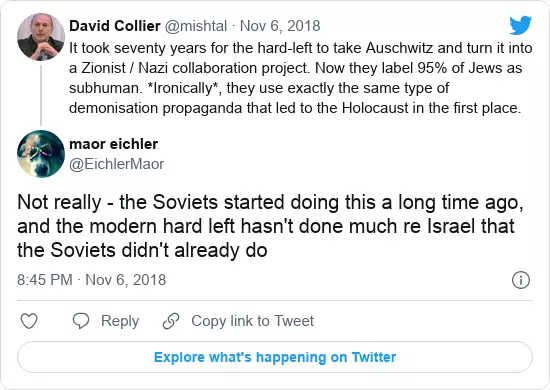 David Collier @mishtal · Nov 6, 2018
It took seventy years for the hard-left to take Auschwitz and turn it into
a Zionist / Nazi collaboration project. Now they label 95% of Jews as
subhuman. *Ironically*, they use exactly the same type of
demonisation propaganda that led to the Holocaust in the first place.
maor eichler
@EichlerMaor
Not really - the Soviets started doing this a long time ago,
and the modern hard left hasn't done much re Israel that
the Soviets didn't already do
8:45 PM · Nov 6, 2018
Reply Copy link to Tweet
Explore what's happening on Twitter